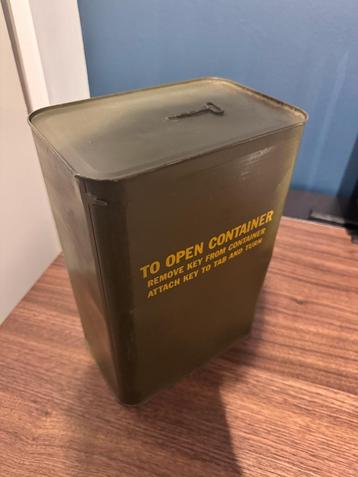 TO OPEN CONTAINER
REMOVE KEY FROM CONTAINER
ATTACH KEY TO TAB AND TURN